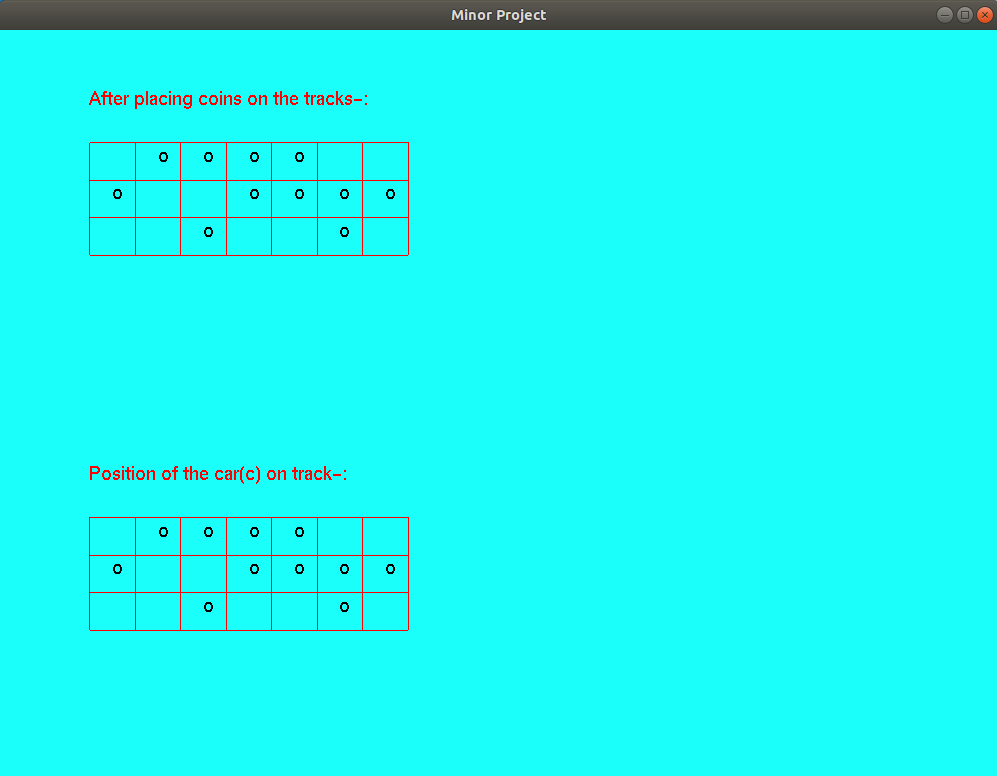 Minor Project
After placing coins on the tracks-:
o o o o
o o o o o
o o
Position of the car(c) on track-:
o o o o
o o o o o
o o